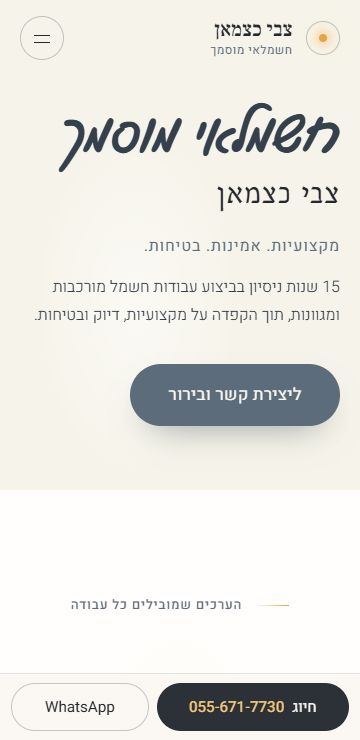 צבי כצמאן
חשמלאי מוסמך
חשמלאי מוסמך
צבי כצמאן
מקצועיות. אמינות. בטיחות.
15 שנות ניסיון בביצוע עבודות חשמל מורכבות
ומגוונות, תוך הקפדה על מקצועיות, דיוק ובטיחות.
ליצירת קשר ובירור
הערכים שמובילים כל עבודה
חיוג 055-671-7730
WhatsApp